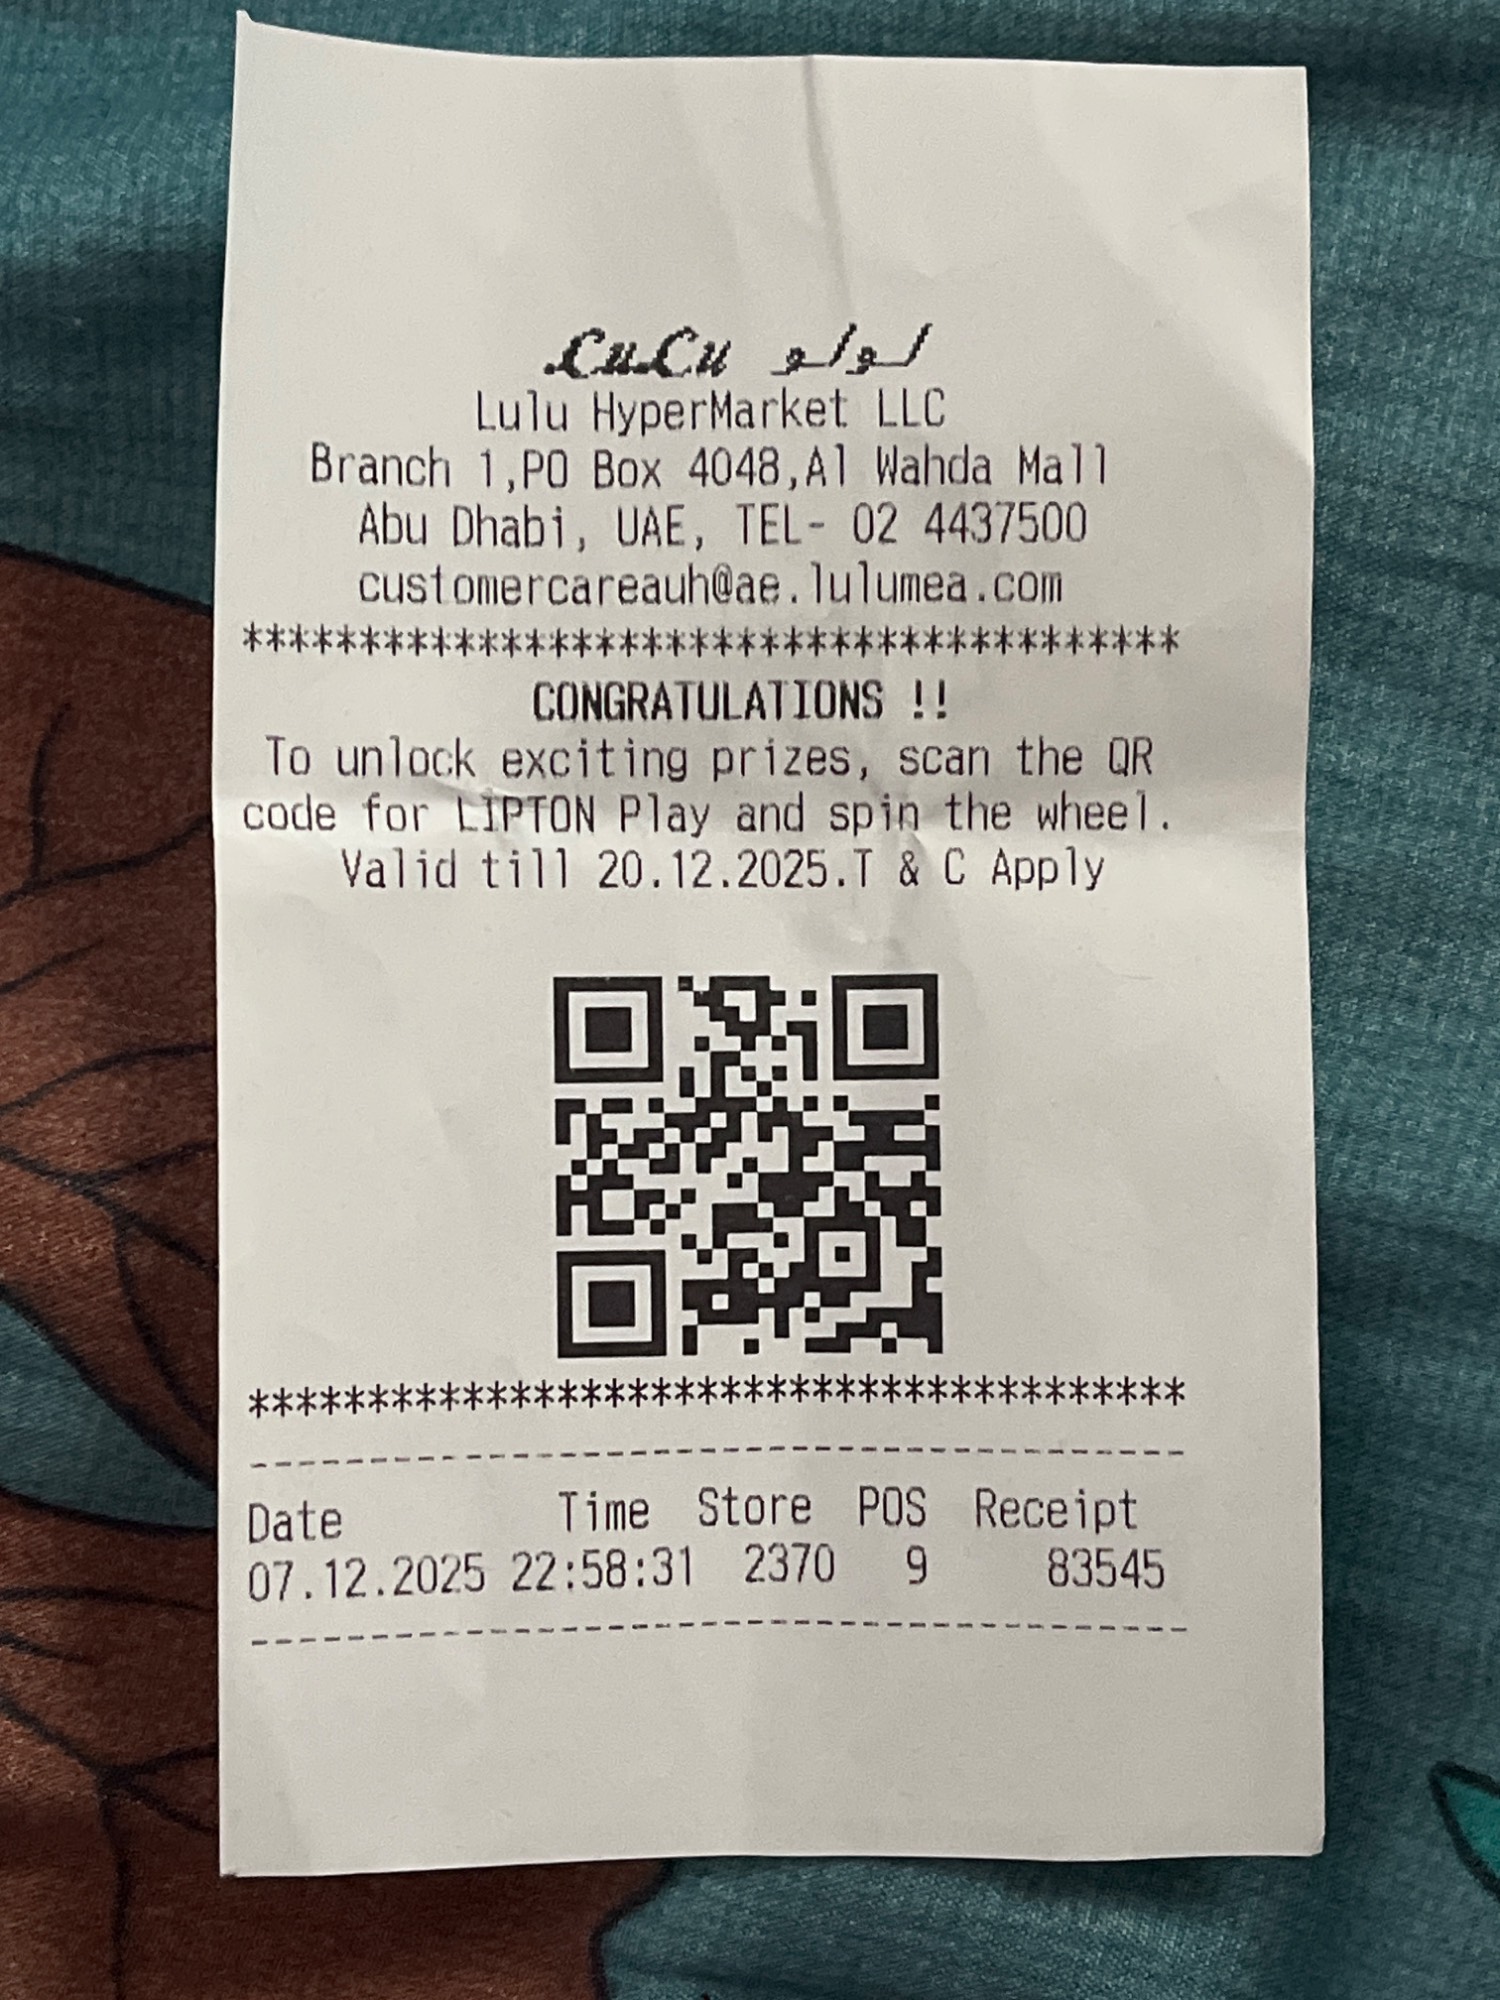 LuLu لولو
Lulu HyperMarket LLC
Branch 1,PO Box 4048,Al Wahda Mall
Abu Dhabi, UAE, TEL- 02 4437500
customercareauh@ae.lulumea.com
****************************************
CONGRATULATIONS !!
To unlock exciting prizes, scan the QR
code for LIPTON Play and spin the wheel.
Valid till 20.12.2025.T & C Apply
****************************************
----------------------------------------
Date Time Store POS Receipt
07.12.2025 22:58:31 2370 9 83545
----------------------------------------